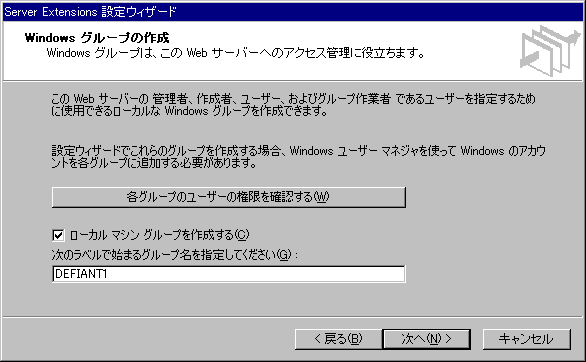 Server Extensions 設定ウィザード
Windows グループの作成
Windows グループは、この Web サーバーへのアクセス管理に役立ちます。
この Web サーバーの 管理者、作成者、ユーザー、およびグループ作業者 であるユーザーを指定するため
に使用できるローカルな Windows グループを作成できます。
設定ウィザードでこれらのグループを作成する場合、Windows ユーザー マネジャを使って Windows のアカウ
ントを各グループに追加する必要があります。
各グループのユーザーの権限を確認する(W)
ローカル マシン グループを作成する(C)
次のラベルで始まるグループ名を指定してください(G) :
DEFIANT1
< 戻る(B)
次へ(N) >
キャンセル